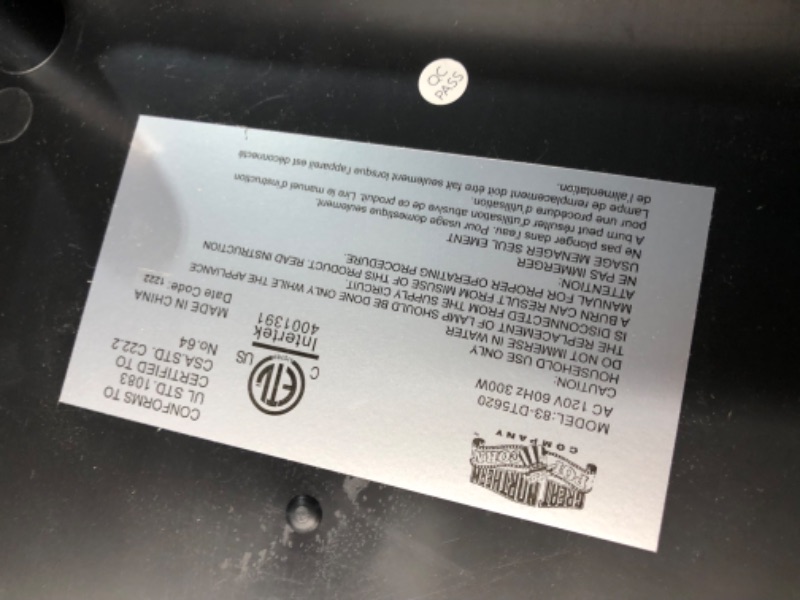 GREAT NORTHERN
POPCORN
COMPANY
MODEL:83-DT5620
AC 120V 60Hz 300W
CAUTION:
HOUSEHOLD USE ONLY
DO NOT IMMERSE IN WATER
THE REPLACEMENT OF LAMP SHOULD BE DONE ONLY WHILE THE APPLIANCE
IS DISCONNECTED FROM THE SUPPLY CIRCUIT.
A BURN CAN RESULT FROM MISUSE OF THIS PRODUCT. READ INSTRUCTION
MANUAL FOR PROPER OPERATING PROCEDURE.
ATTENTION:
NE PAS IMMERGER
USAGE MENAGER SEUL EMENT
Ne pas plonger dans l'eau. Pour usage domestique seulement.
A burn peut résulter d'utilisation abusive de ce produit. Lire le manuel d'instruction
pour une procédure d'utilisation.
Lampe de remplacement doit être fait seulement lorsque l'appareil est déconnecté
de l'alimentation.
ETL
C US
Intertek
4001391
CONFORMS TO
UL STD. 1083
CERTIFIED TO
CSA STD. C22.2
No.64
MADE IN CHINA
Date Code: 1222
QC
PASS